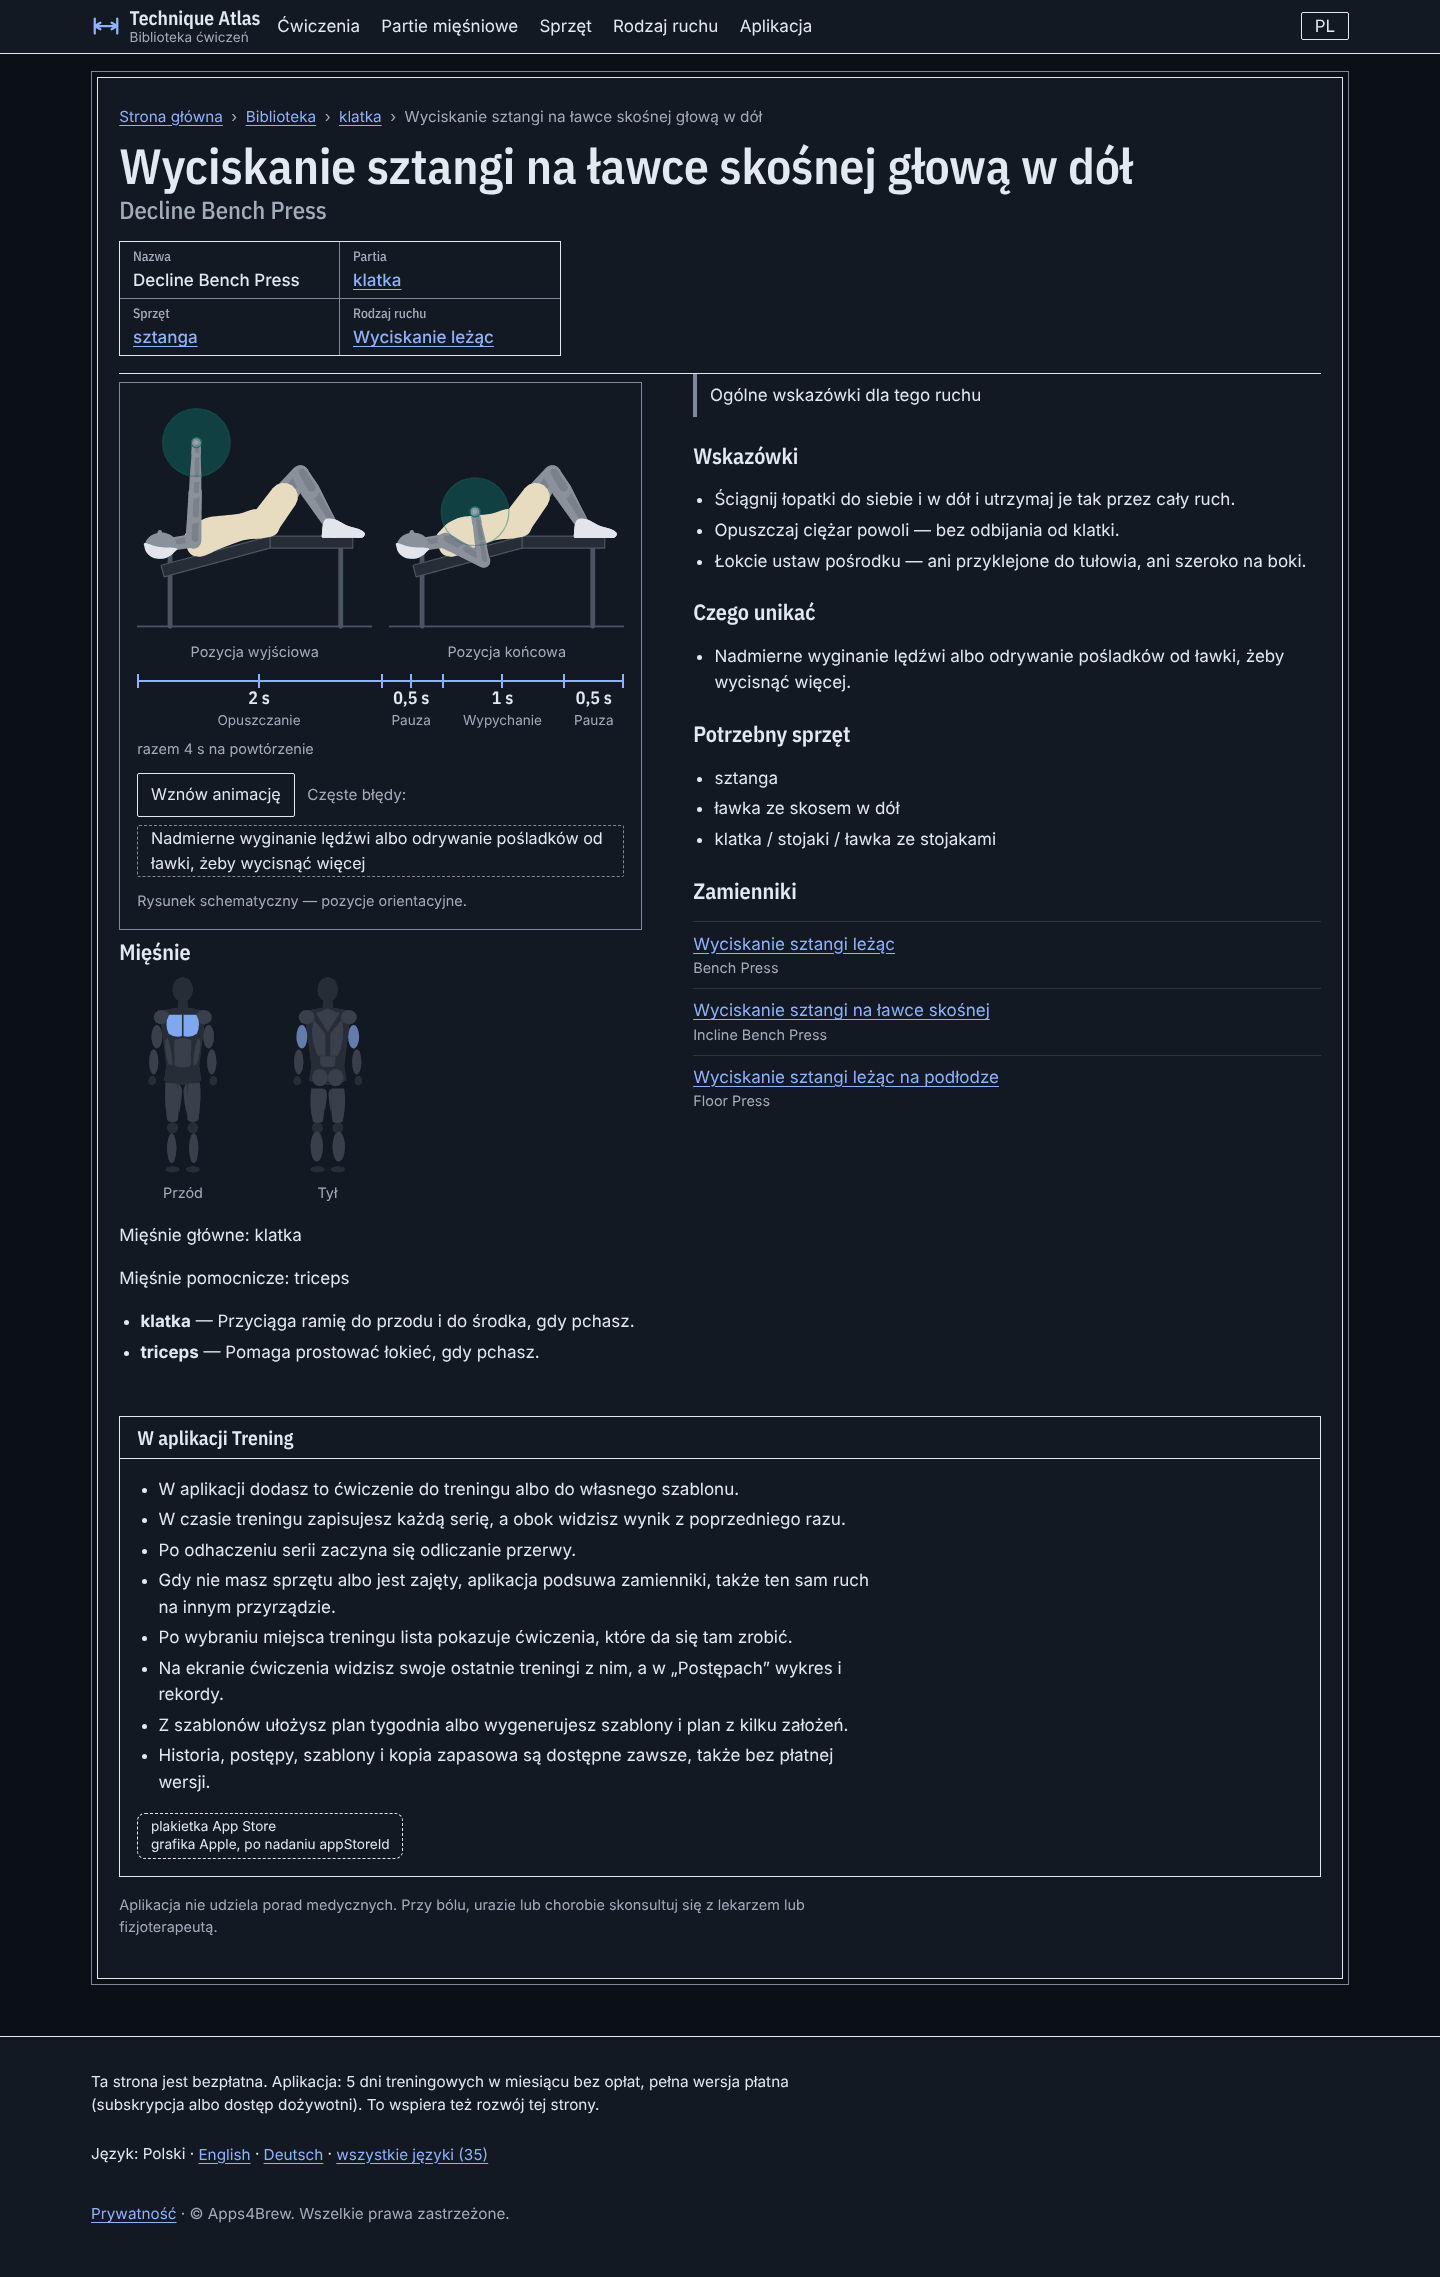 Technique Atlas
Biblioteka ćwiczeń
Ćwiczenia Partie mięśniowe Sprzęt Rodzaj ruchu Aplikacja
PL
Strona główna › Biblioteka › klatka › Wyciskanie sztangi na ławce skośnej głową w dół
Wyciskanie sztangi na ławce skośnej głową w dół
Decline Bench Press
Nazwa
Decline Bench Press
Partia
klatka
Sprzęt
sztanga
Rodzaj ruchu
Wyciskanie leżąc
Pozycja wyjściowa
Pozycja końcowa
2 s
Opuszczanie
0,5 s
Pauza
1 s
Wypychanie
0,5 s
Pauza
razem 4 s na powtórzenie
Wznów animację
Częste błędy:
Nadmierne wyginanie lędźwi albo odrywanie pośladków od
ławki, żeby wycisnąć więcej
Rysunek schematyczny — pozycje orientacyjne.
Mięśnie
Przód
Tył
Mięśnie główne: klatka
Mięśnie pomocnicze: triceps
• klatka — Przyciąga ramię do przodu i do środka, gdy pchasz.
• triceps — Pomaga prostować łokieć, gdy pchasz.
Ogólne wskazówki dla tego ruchu
Wskazówki
• Ściągnij łopatki do siebie i w dół i utrzymaj je tak przez cały ruch.
• Opuszczaj ciężar powoli — bez odbijania od klatki.
• Łokcie ustaw pośrodku — ani przyklejone do tułowia, ani szeroko na boki.
Czego unikać
• Nadmierne wyginanie lędźwi albo odrywanie pośladków od ławki, żeby
wycisnąć więcej.
Potrzebny sprzęt
• sztanga
• ławka ze skosem w dół
• klatka / stojaki / ławka ze stojakami
Zamienniki
Wyciskanie sztangi leżąc
Bench Press
Wyciskanie sztangi na ławce skośnej
Incline Bench Press
Wyciskanie sztangi leżąc na podłodze
Floor Press
W aplikacji Trening
• W aplikacji dodasz to ćwiczenie do treningu albo do własnego szablonu.
• W czasie treningu zapisujesz każdą serię, a obok widzisz wynik z poprzedniego razu.
• Po odhaczeniu serii zaczyna się odliczanie przerwy.
• Gdy nie masz sprzętu albo jest zajęty, aplikacja podsuwa zamienniki, także ten sam ruch
na innym przyrządzie.
• Po wybraniu miejsca treningu lista pokazuje ćwiczenia, które da się tam zrobić.
• Na ekranie ćwiczenia widzisz swoje ostatnie treningi z nim, a w „Postępach” wykres i
rekordy.
• Z szablonów ułożysz plan tygodnia albo wygenerujesz szablony i plan z kilku założeń.
• Historia, postępy, szablony i kopia zapasowa są dostępne zawsze, także bez płatnej
wersji.
plakietka App Store
grafika Apple, po nadaniu appStoreId
Aplikacja nie udziela porad medycznych. Przy bólu, urazie lub chorobie skonsultuj się z lekarzem lub
fizjoterapeutą.
Ta strona jest bezpłatna. Aplikacja: 5 dni treningowych w miesiącu bez opłat, pełna wersja płatna
(subskrypcja albo dostęp dożywotni). To wspiera też rozwój tej strony.
Język: Polski · English · Deutsch · wszystkie języki (35)
Prywatność · © Apps4Brew. Wszelkie prawa zastrzeżone.